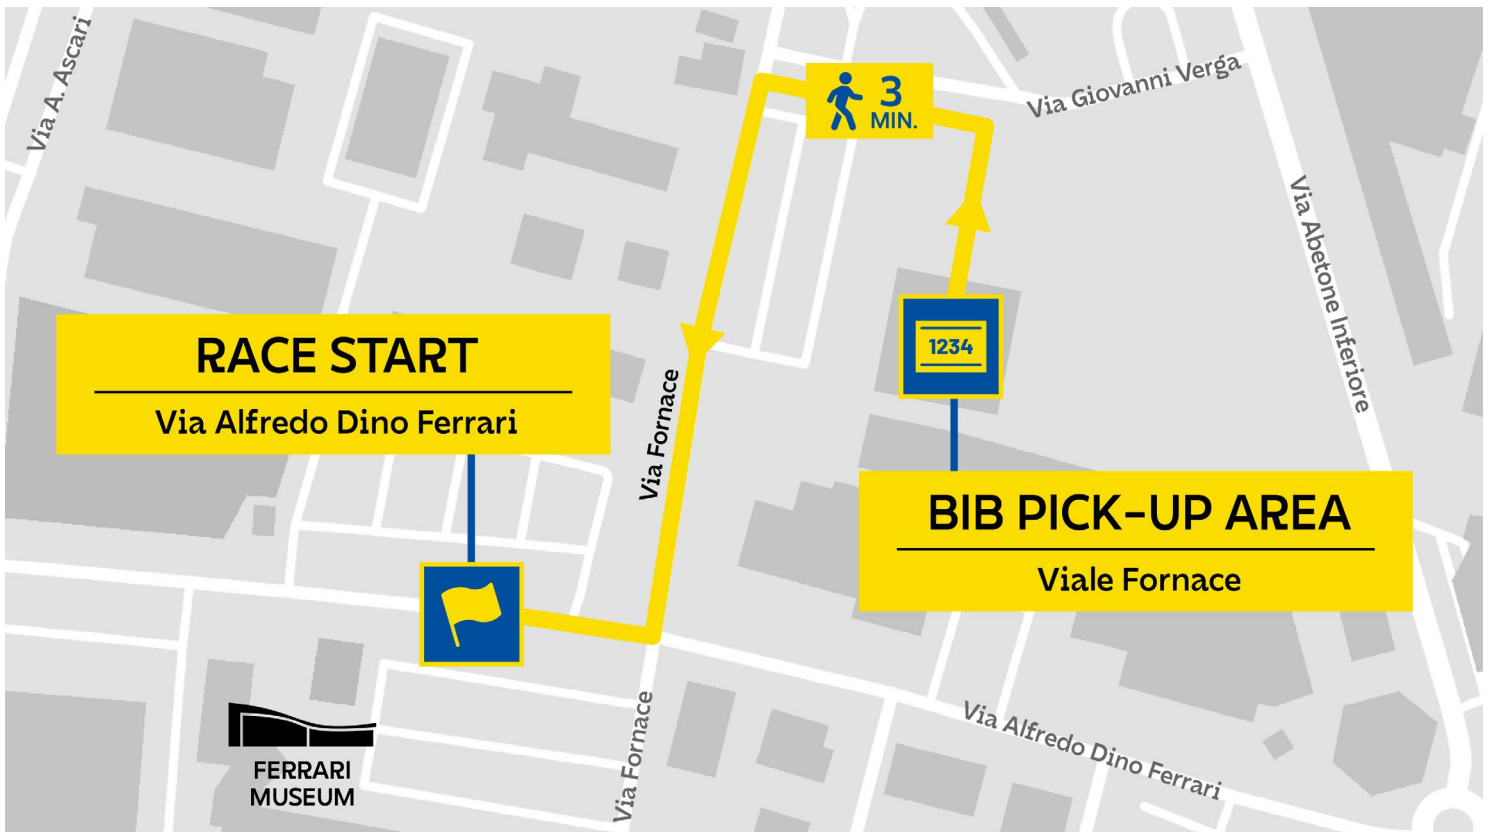 Via A. Ascari
3
MIN.
Via Giovanni Verga
Via Abetone Inferiore
RACE START
Via Alfredo Dino Ferrari
1234
Via Fornace
BIB PICK-UP AREA
Viale Fornace
Via Fornace
Via Alfredo Dino Ferrari
FERRARI
MUSEUM